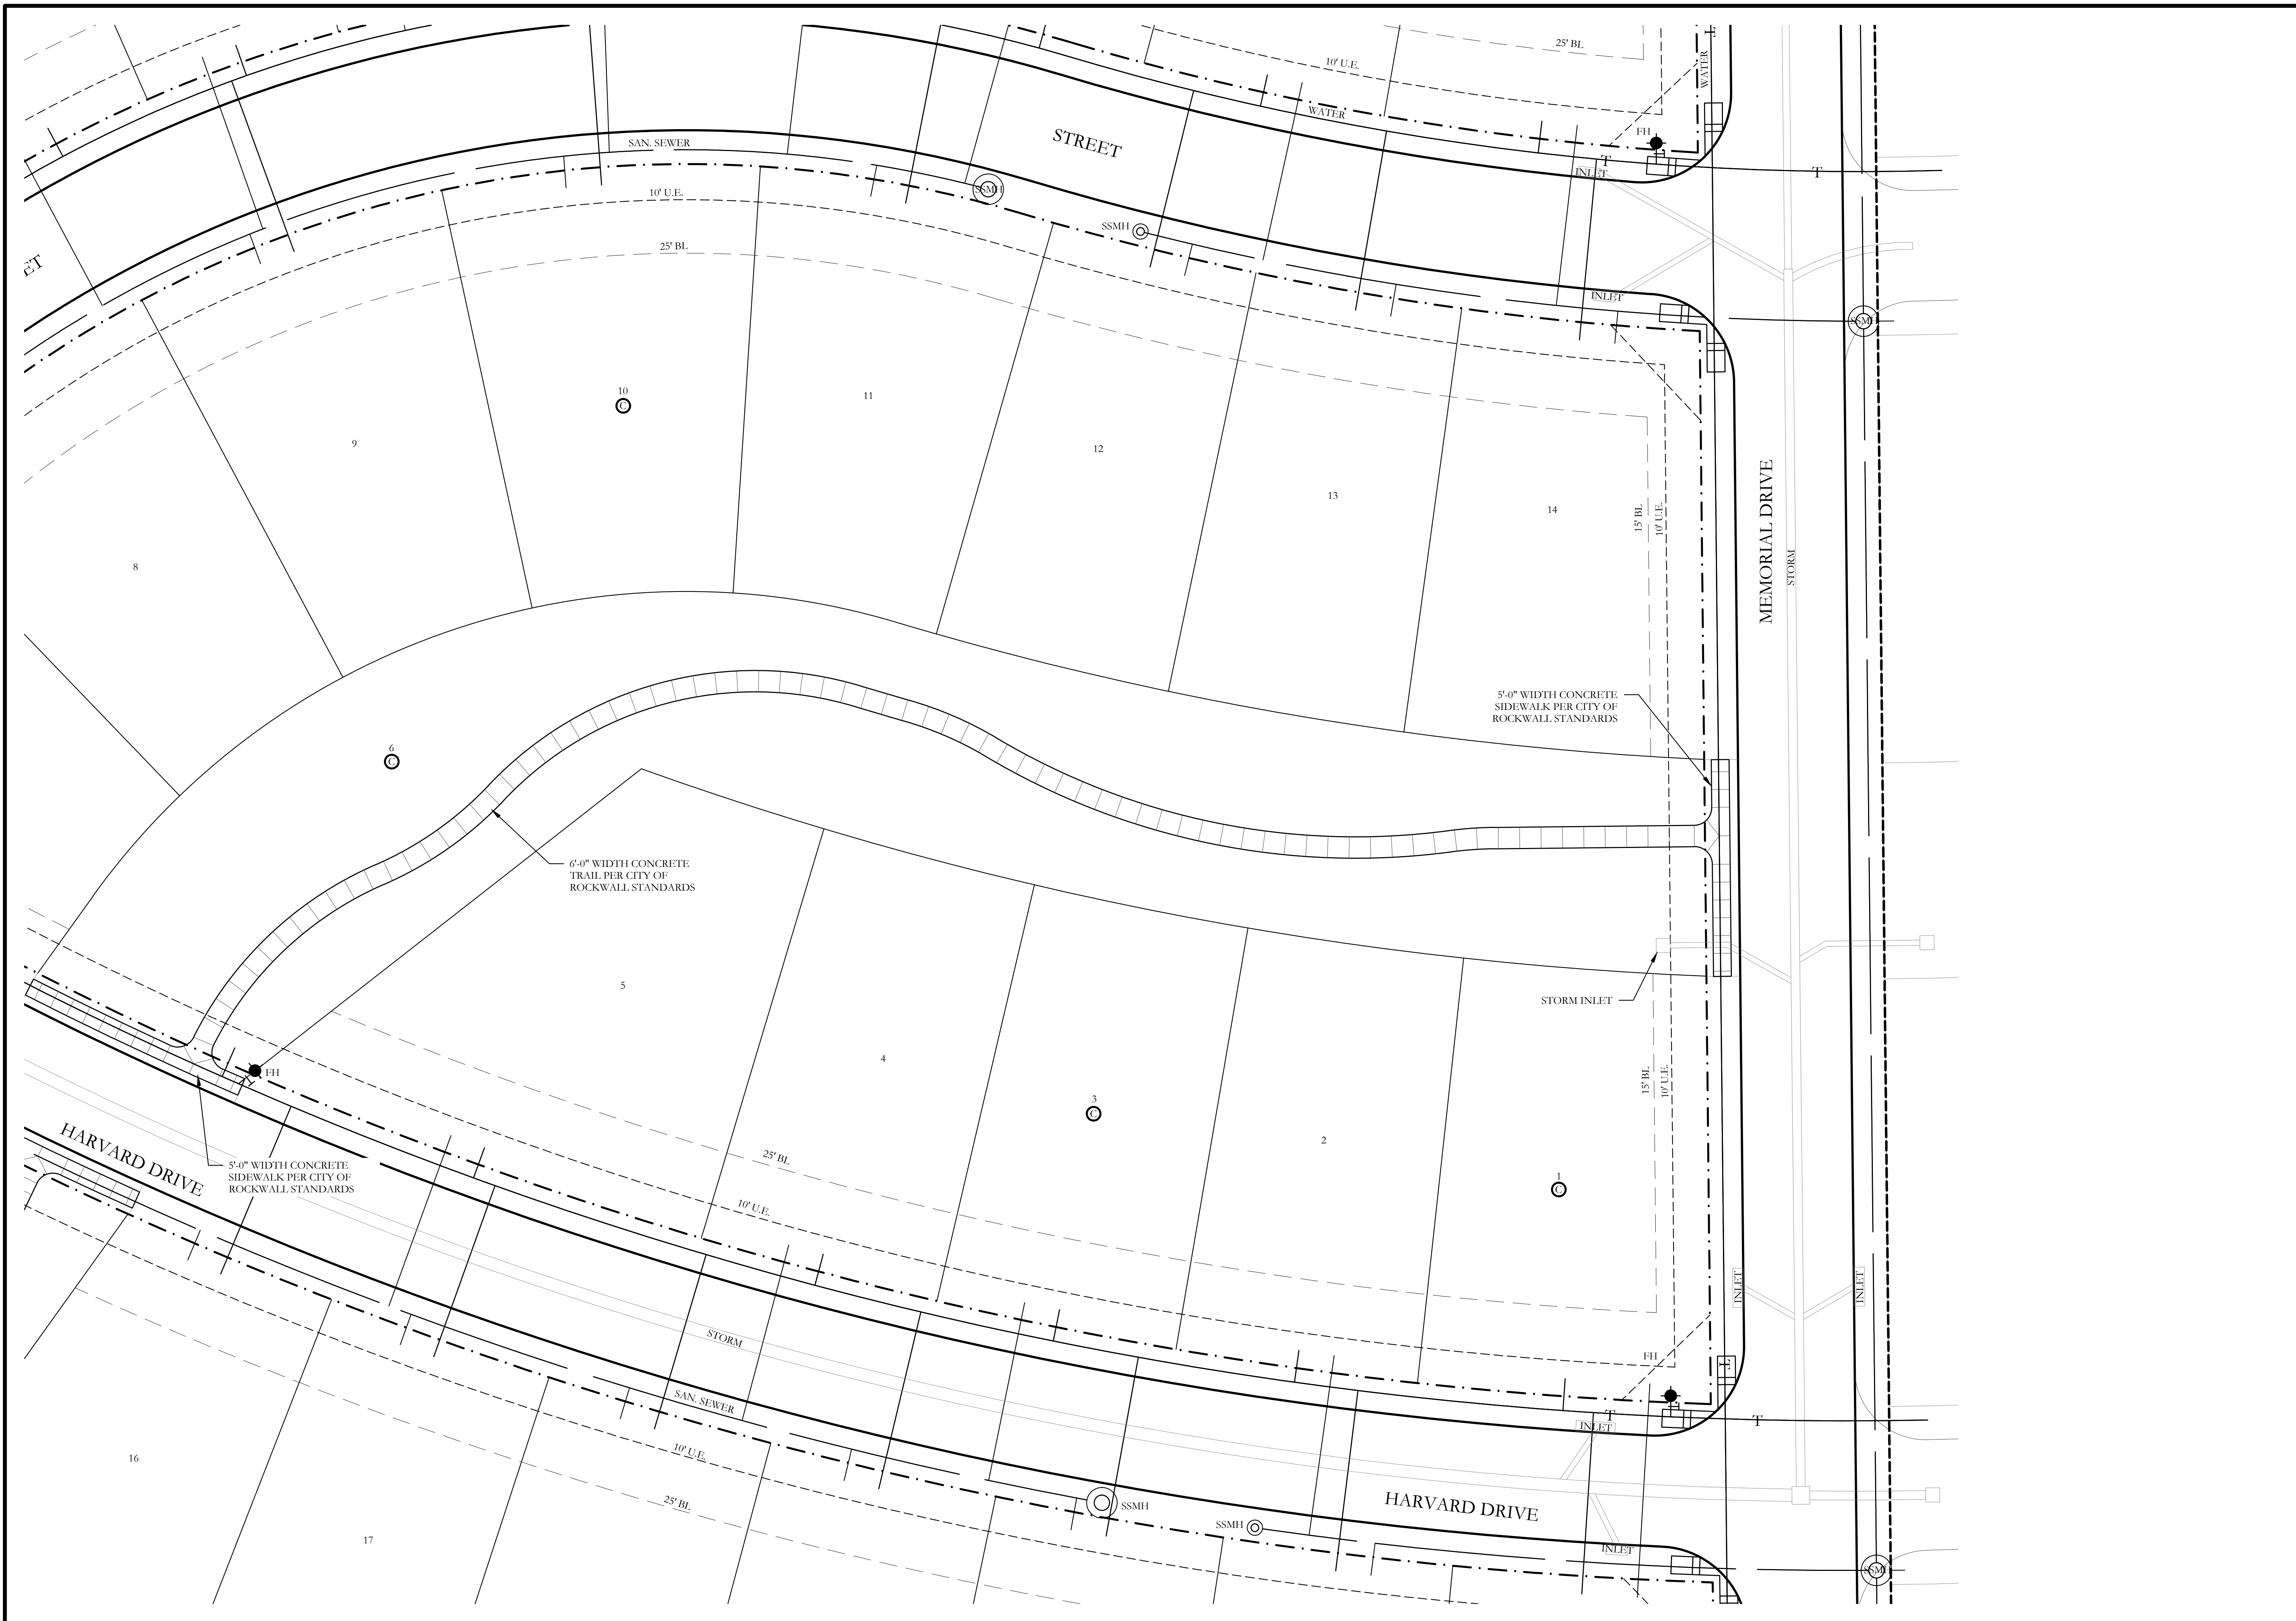 25' BL
10' U.E.
WATER
WATER
FH
T
STREET
SAN. SEWER
T
T
INLET
SSMH
10' U.E.
SSMH
25' BL
ET
INLET
SSMH
10
C
11
9
12
13
14
15' BL
10' U.E.
MEMORIAL DRIVE
STORM
8
5'-0" WIDTH CONCRETE
SIDEWALK PER CITY OF
ROCKWALL STANDARDS
6
C
6'-0" WIDTH CONCRETE
TRAIL PER CITY OF
ROCKWALL STANDARDS
5
STORM INLET
4
FH
15' BL
10' U.E.
3
C
2
HARVARD DRIVE
5'-0" WIDTH CONCRETE
SIDEWALK PER CITY OF
ROCKWALL STANDARDS
25' BL
1
C
10' U.E.
INLET
INLET
STORM
FH
T
SAN. SEWER
T
T
INLET
10' U.E.
16
25' BL
SSMH
HARVARD DRIVE
SSMH
17
INLET
SSMH